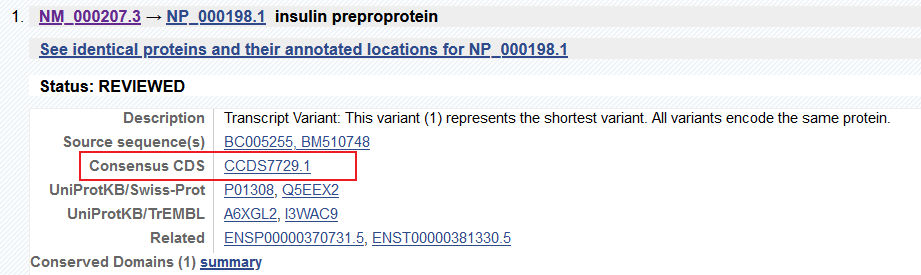 1. NM_000207.3 → NP_000198.1 insulin preproprotein
See identical proteins and their annotated locations for NP_000198.1
Status: REVIEWED
Description Transcript Variant: This variant (1) represents the shortest variant. All variants encode the same protein.
Source sequence(s) BC005255, BM510748
Consensus CDS CCDS7729.1
UniProtKB/Swiss-Prot P01308, Q5EEX2
UniProtKB/TrEMBL A6XGL2, I3WAC9
Related ENSP00000370731.5, ENST00000381330.5
Conserved Domains (1) summary